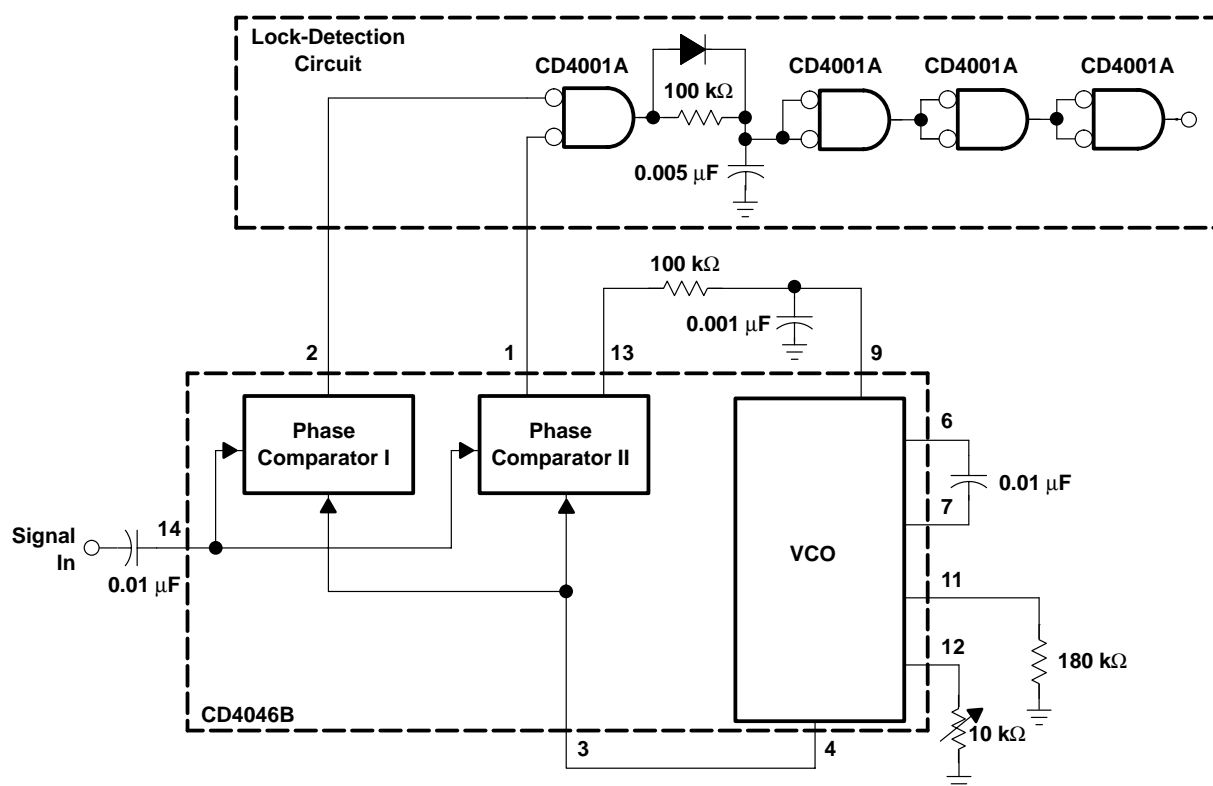 Lock-Detection
Circuit
CD4001A
100 kΩ
CD4001A
CD4001A
CD4001A
0.005 μF
100 kΩ
0.001 μF
2
1
13
9
Phase
Comparator I
Phase
Comparator II
6
0.01 μF
7
Signal
In
14
0.01 μF
VCO
11
12
180 kΩ
10 kΩ
CD4046B
3
4